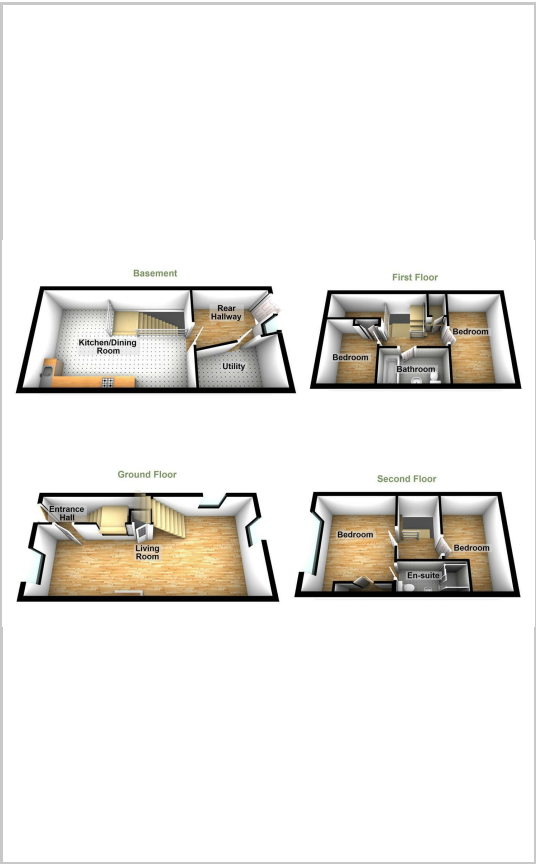 Basement
Kitchen/Dining
Room
Rear
Hallway
Utility
First Floor
Bedroom
Bathroom
Bedroom
Ground Floor
Entrance
Hall
Living
Room
Second Floor
Bedroom
En-suite
Bedroom